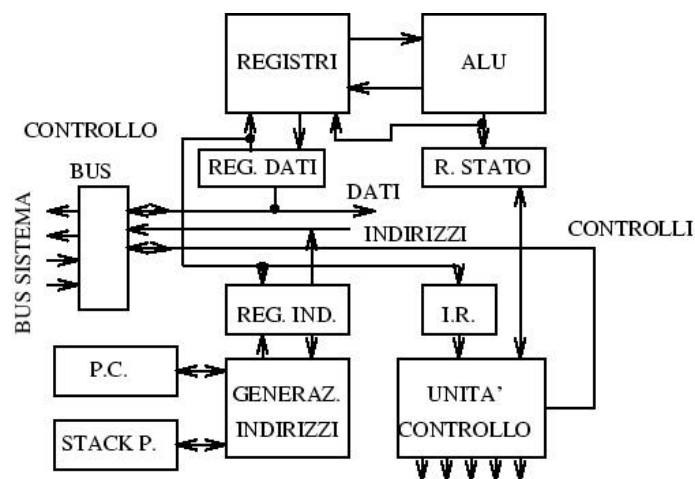 REGISTRI
ALU
CONTROLLO
BUS
REG. DATI
R. STATO
DATI
INDIRIZZI
CONTROLLI
BUS SISTEMA
REG. IND.
I.R.
P.C.
GENERAZ.
INDIRIZZI
UNITA'
CONTROLLO
STACK P.